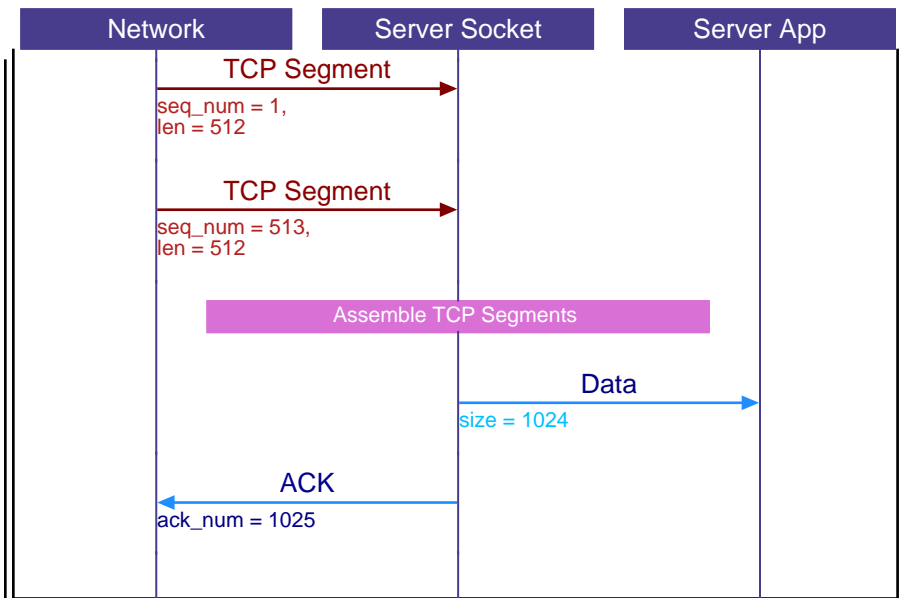 Network
Server Socket
Server App
TCP Segment
seq_num = 1,
len = 512
TCP Segment
seq_num = 513,
len = 512
Assemble TCP Segments
Data
size = 1024
ACK
ack_num = 1025